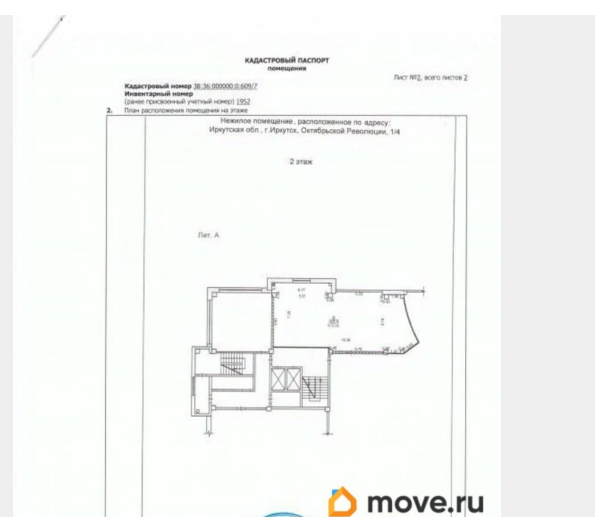 КАДАСТРОВЫЙ ПАСПОРТ
помещения
Лист №2, всего листов 2
Кадастровый номер 38:36:000000:0:609/7
Инвентарный номер
(ранее присвоенный учетный номер) 1952
2. План расположения помещения на этаже
Нежилое помещение, расположенное по адресу:
Иркутская обл., г.Иркутск, Октябрьской Революции, 1/4
2 этаж
Лит. А
move.ru